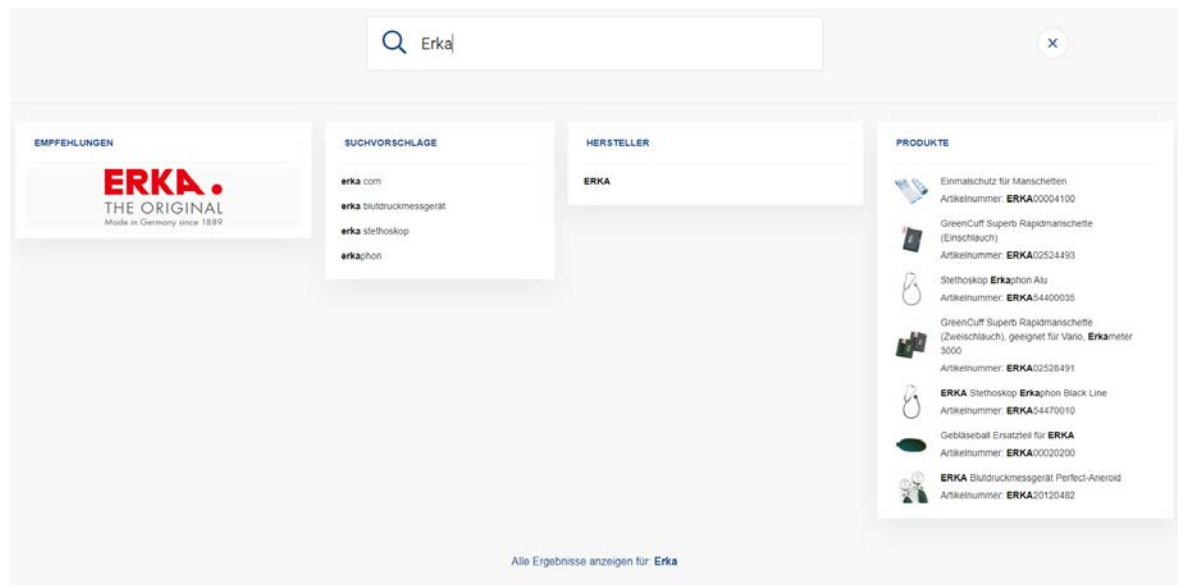 Erka
EMPFEHLUNGEN
ERKA.
THE ORIGINAL
Made in Germany since 1889
SUCHVORSCHLÄGE
erka com
erka blutdruckmessgerät
erka stethoskop
erkaphon
HERSTELLER
ERKA
PRODUKTE
Einmalschutz für Manschetten
Artikelnummer: ERKA00004100
GreenCuff Superb Rapidmanschette
(Einschlauch)
Artikelnummer: ERKA02524493
Stethoskop Erkaphon Alu
Artikelnummer: ERKA54400035
GreenCuff Superb Rapidmanschette
(Zweischlauch), geeignet für Vario, Erkameter
3000
Artikelnummer: ERKA02528491
ERKA Stethoskop Erkaphon Black Line
Artikelnummer: ERKA54470010
Gebläseball Ersatzteil für ERKA
Artikelnummer: ERKA00020200
ERKA Blutdruckmessgerät Perfect-Aneroid
Artikelnummer: ERKA20120482
Alle Ergebnisse anzeigen für: Erka